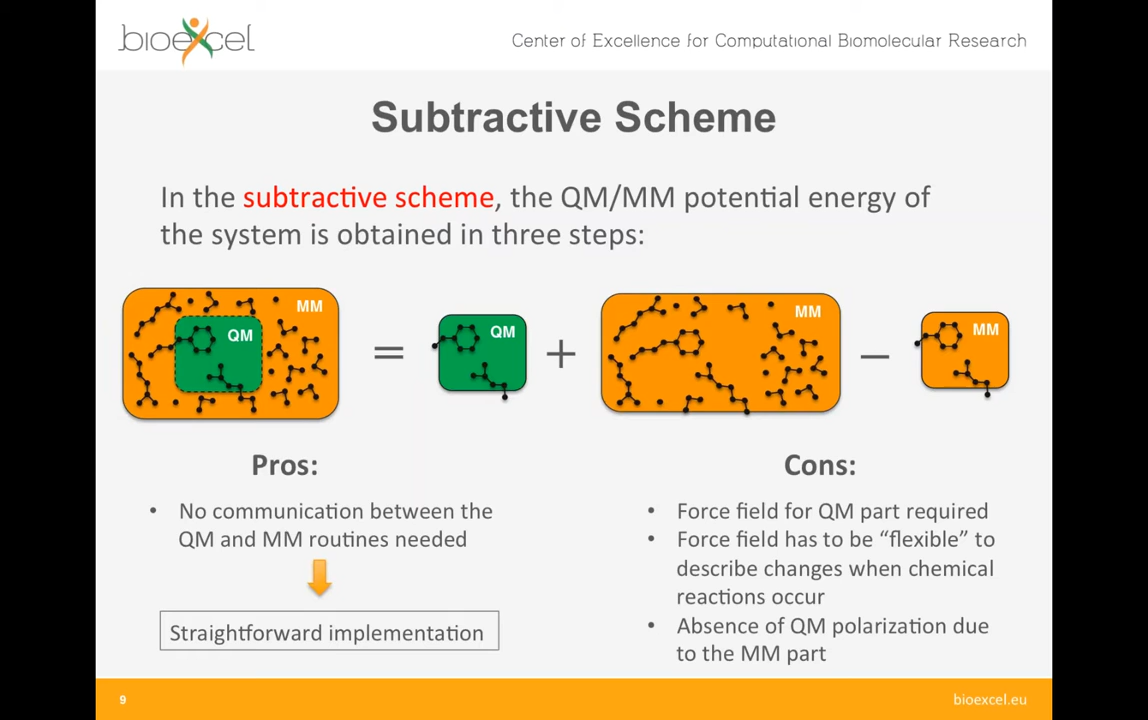 bioexcel
Center of Excellence for Computational Biomolecular Research
Subtractive Scheme
In the subtractive scheme, the QM/MM potential energy of
the system is obtained in three steps:
MM
QM
=
QM
+
MM
–
MM
Pros:
• No communication between the
QM and MM routines needed
Straightforward implementation
Cons:
• Force field for QM part required
• Force field has to be “flexible” to
describe changes when chemical
reactions occur
• Absence of QM polarization due
to the MM part
9
bioexcel.eu